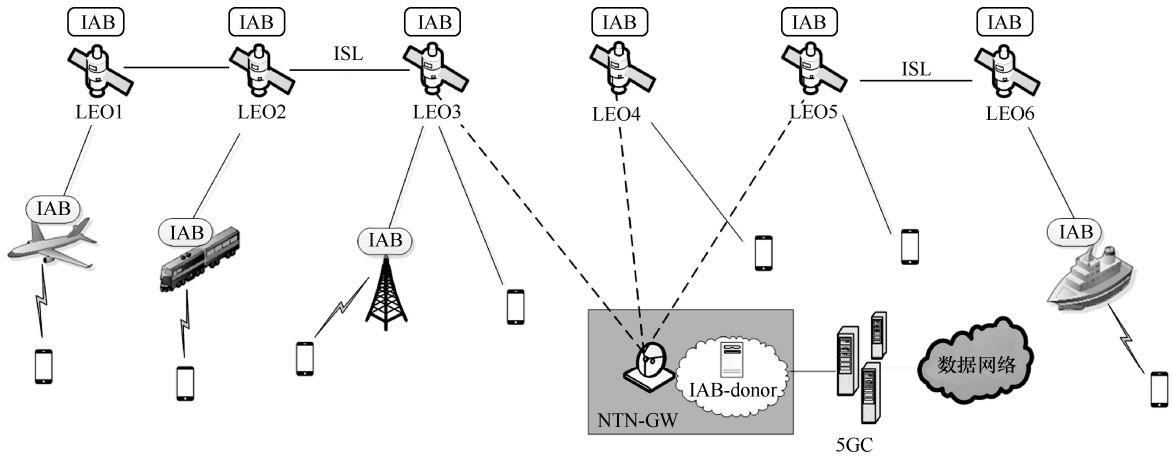 IAB
IAB
IAB
IAB
IAB
IAB
ISL
ISL
LEO1
LEO2
LEO3
LEO4
LEO5
LEO6
IAB
IAB
IAB
IAB
IAB-donor
NTN-GW
5GC
数据网络